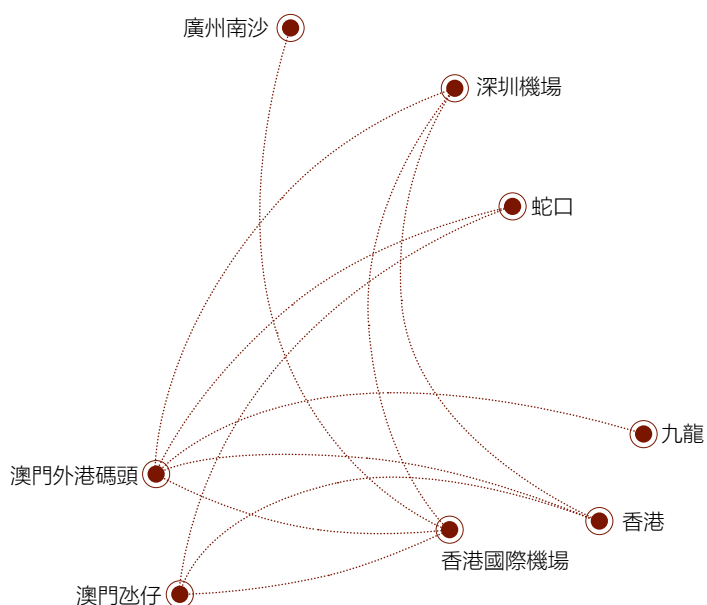 廣州南沙
深圳機場
蛇口
九龍
澳門外港碼頭
香港
香港國際機場
澳門氹仔